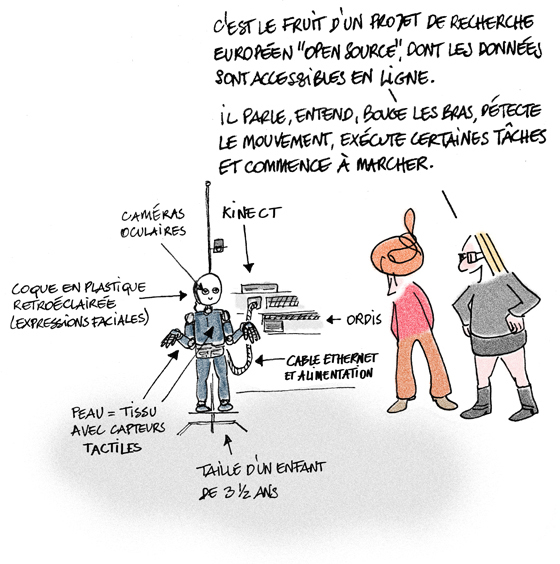 C'EST LE FRUIT D'UN PROJET DE RECHERCHE
EUROPÉEN "OPEN SOURCE", DONT LES DONNÉES
SONT ACCESSIBLES EN LIGNE.
IL PARLE, ENTEND, BOUGE LES BRAS, DÉTECTE
LE MOUVEMENT, EXÉCUTE CERTAINES TÂCHES
ET COMMENCE À MARCHER.
CAMÉRAS
OCULAIRES
KINECT
COQUE EN PLASTIQUE
RETROÉCLAIRÉE
(EXPRESSIONS FACIALES)
ORDIS
CABLE ETHERNET
ET ALIMENTATION
PEAU = TISSU
AVEC CAPTEURS
TACTILES
TAILLE D'UN ENFANT
DE 3 ½ ANS